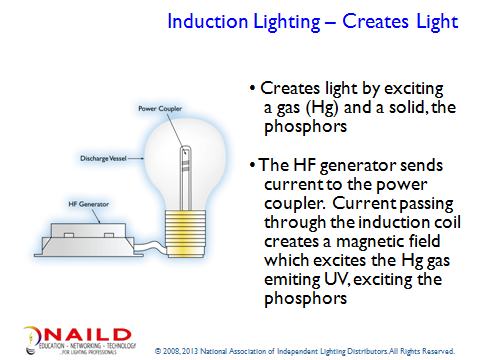 Induction Lighting – Creates Light
• Creates light by exciting
a gas (Hg) and a solid, the
phosphors
• The HF generator sends
current to the power
coupler. Current passing
through the induction coil
creates a magnetic field
which excites the Hg gas
emiting UV, exciting the
phosphors
Power Coupler
Discharge Vessel
HF Generator
NAILD
EDUCATION - NETWORKING - TECHNOLOGY
...FOR LIGHTING PROFESSIONALS
© 2008, 2013 National Association of Independent Lighting Distributors. All Rights Reserved.